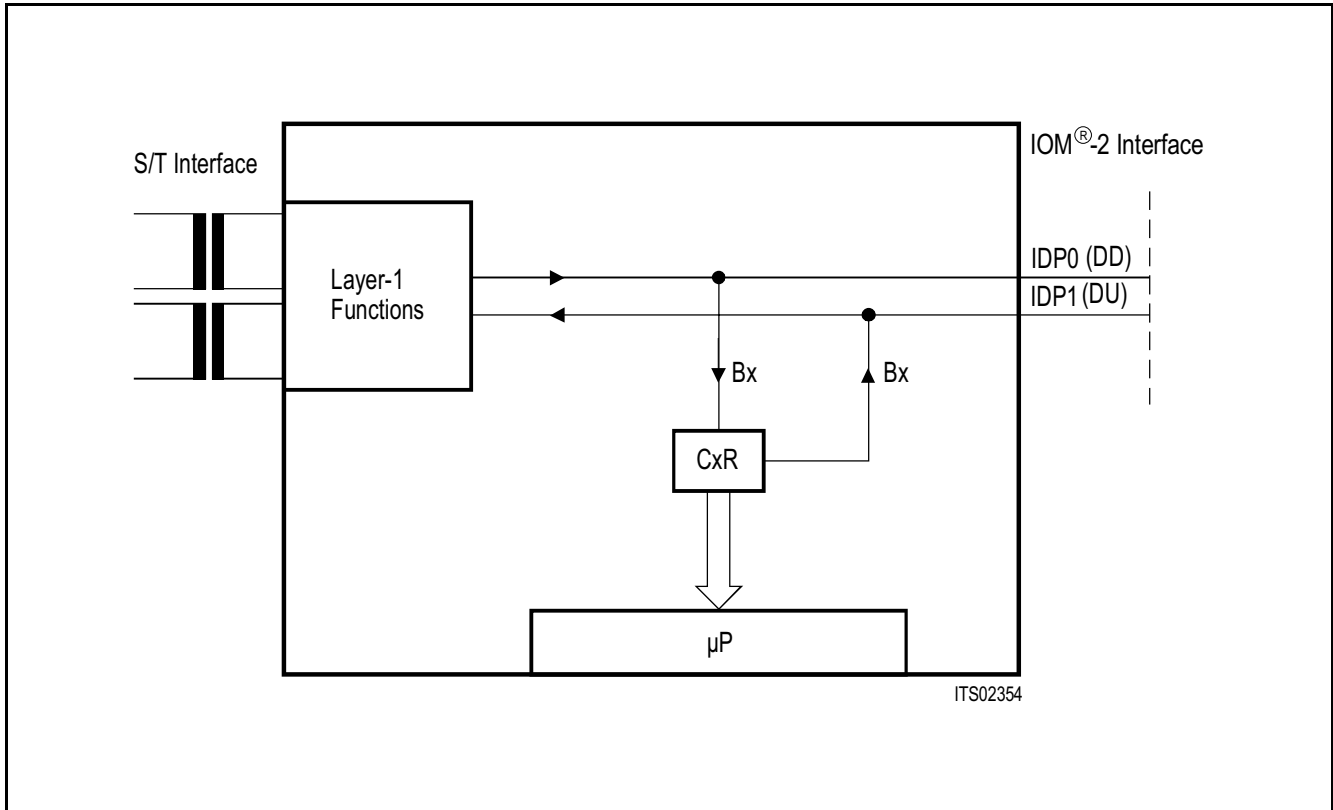 S/T Interface
IOM®-2 Interface
Layer-1
Functions
IDP0 (DD)
IDP1 (DU)
Bx
Bx
CxR
µP
ITS02354